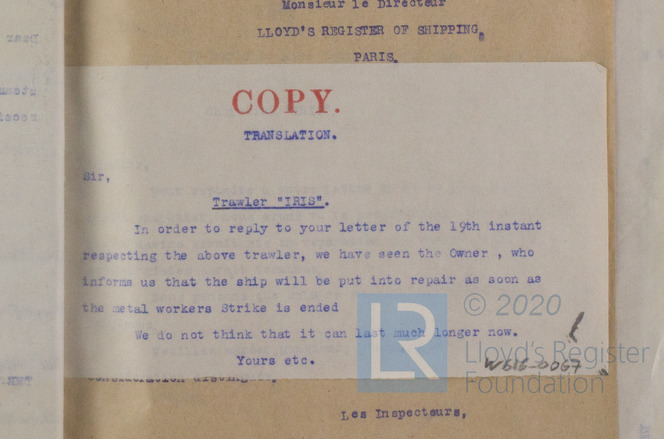 Monsieur le Directeur
LLOYD'S REGISTER OF SHIPPING,
PARIS.
COPY.
TRANSLATION.
Sir,
Trawler "IRIS".
In order to reply to your letter of the 19th instant
respecting the above trawler, we have seen the Owner , who
informs us that the ship will be put into repair as soon as
the metal workers Strike is ended
We do not think that it can last much longer now.
Yours etc.
W616-0067
Les Inspecteurs,
LR
© 2020
Lloyd's Register
Foundation